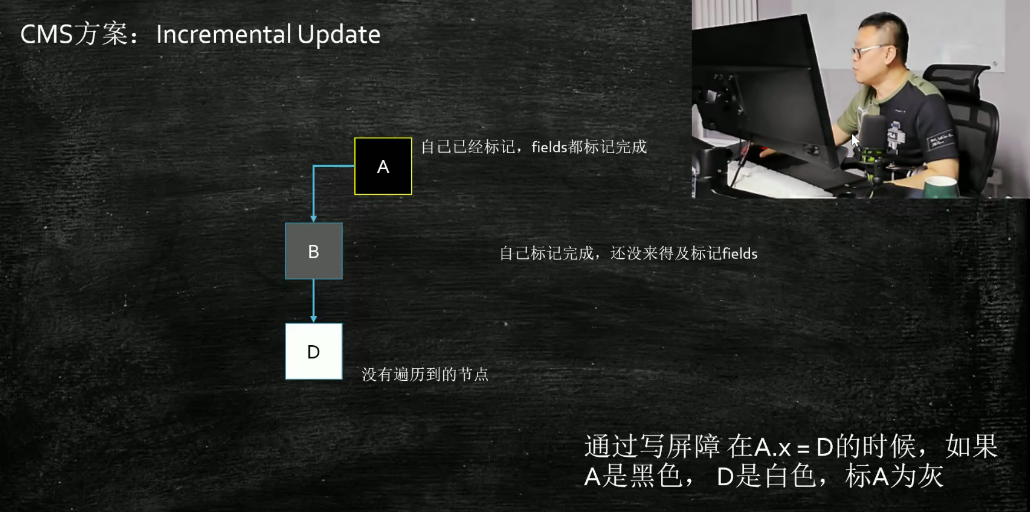 CMS方案：Incremental Update
A
自己已经标记，fields都标记完成
B
自己标记完成，还没来得及标记fields
D
没有遍历到的节点
通过写屏障 在A.x = D的时候，如果
A是黑色， D是白色，标A为灰